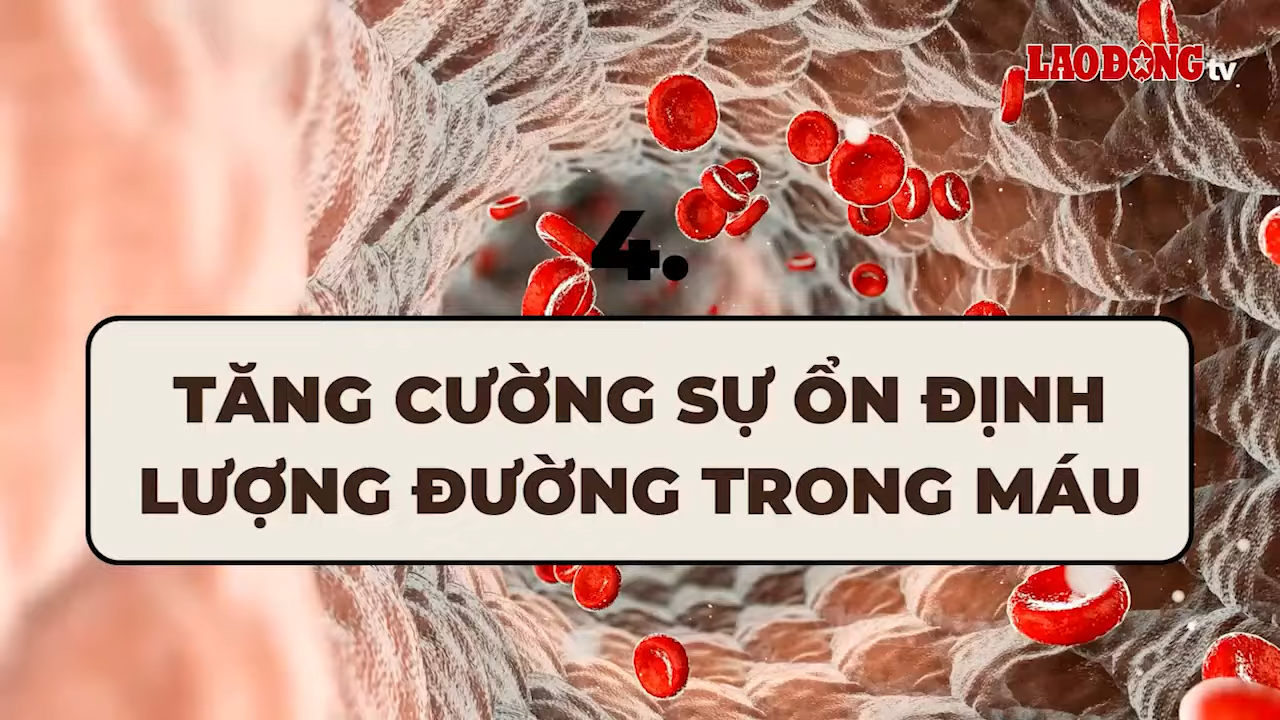 LAO ĐỘNG tv
4.
TĂNG CƯỜNG SỰ ỔN ĐỊNH
LƯỢNG ĐƯỜNG TRONG MÁU